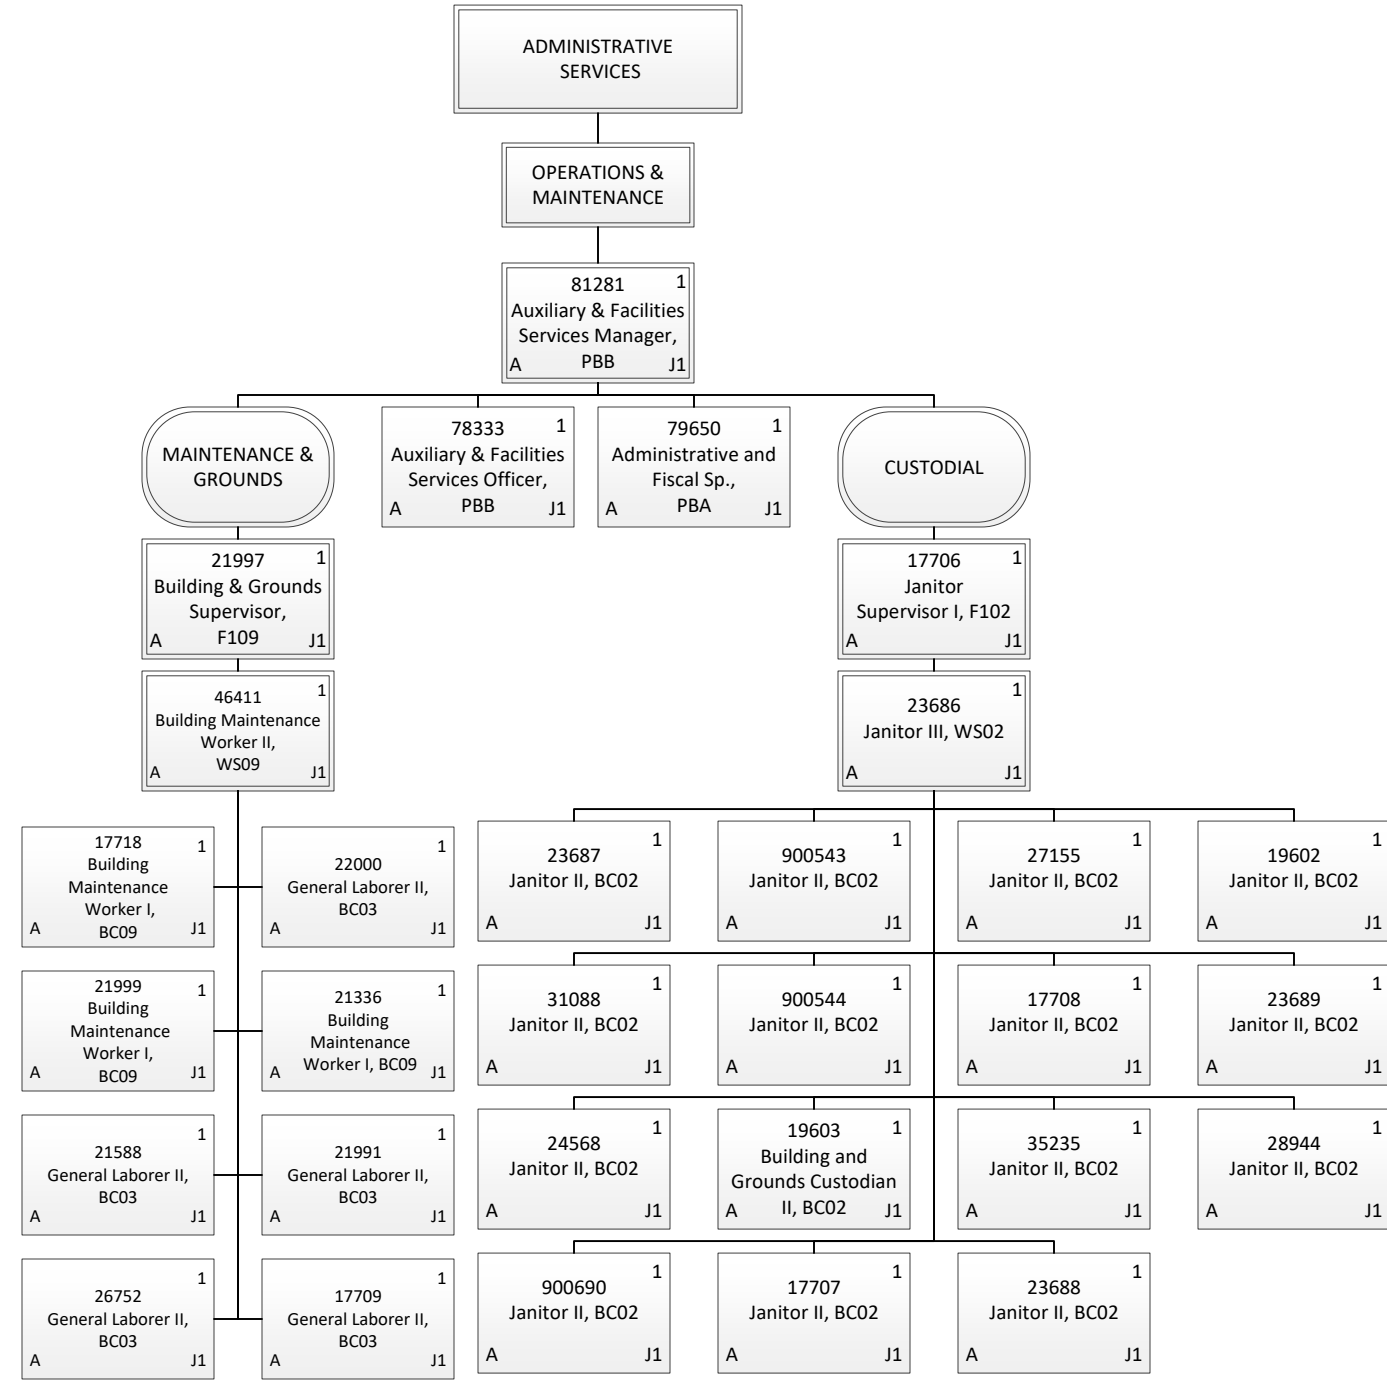 ADMINISTRATIVE
SERVICES
OPERATIONS &
MAINTENANCE
81281 1
Auxiliary & Facilities
Services Manager,
PBB
A J1
MAINTENANCE &
GROUNDS
78333 1
Auxiliary & Facilities
Services Officer,
PBB
A J1
79650 1
Administrative and
Fiscal Sp.,
PBA
A J1
CUSTODIAL
21997 1
Building & Grounds
Supervisor,
F109
A J1
17706 1
Janitor
Supervisor I, F102
A J1
46411 1
Building Maintenance
Worker II,
WS09
A J1
23686 1
Janitor III, WS02
A J1
17718 1
Building
Maintenance
Worker I,
BC09
A J1
22000 1
General Laborer II,
BC03
A J1
21999 1
Building
Maintenance
Worker I,
BC09
A J1
21336 1
Building
Maintenance
Worker I, BC09
A J1
21588 1
General Laborer II,
BC03
A J1
21991 1
General Laborer II,
BC03
A J1
26752 1
General Laborer II,
BC03
A J1
17709 1
General Laborer II,
BC03
A J1
23687 1
Janitor II, BC02
A J1
900543 1
Janitor II, BC02
A J1
27155 1
Janitor II, BC02
A J1
19602 1
Janitor II, BC02
A J1
31088 1
Janitor II, BC02
A J1
900544 1
Janitor II, BC02
A J1
17708 1
Janitor II, BC02
A J1
23689 1
Janitor II, BC02
A J1
24568 1
Janitor II, BC02
A J1
19603 1
Building and
Grounds Custodian
II, BC02
A J1
35235 1
Janitor II, BC02
A J1
28944 1
Janitor II, BC02
A J1
900690 1
Janitor II, BC02
A J1
17707 1
Janitor II, BC02
A J1
23688 1
Janitor II, BC02
A J1